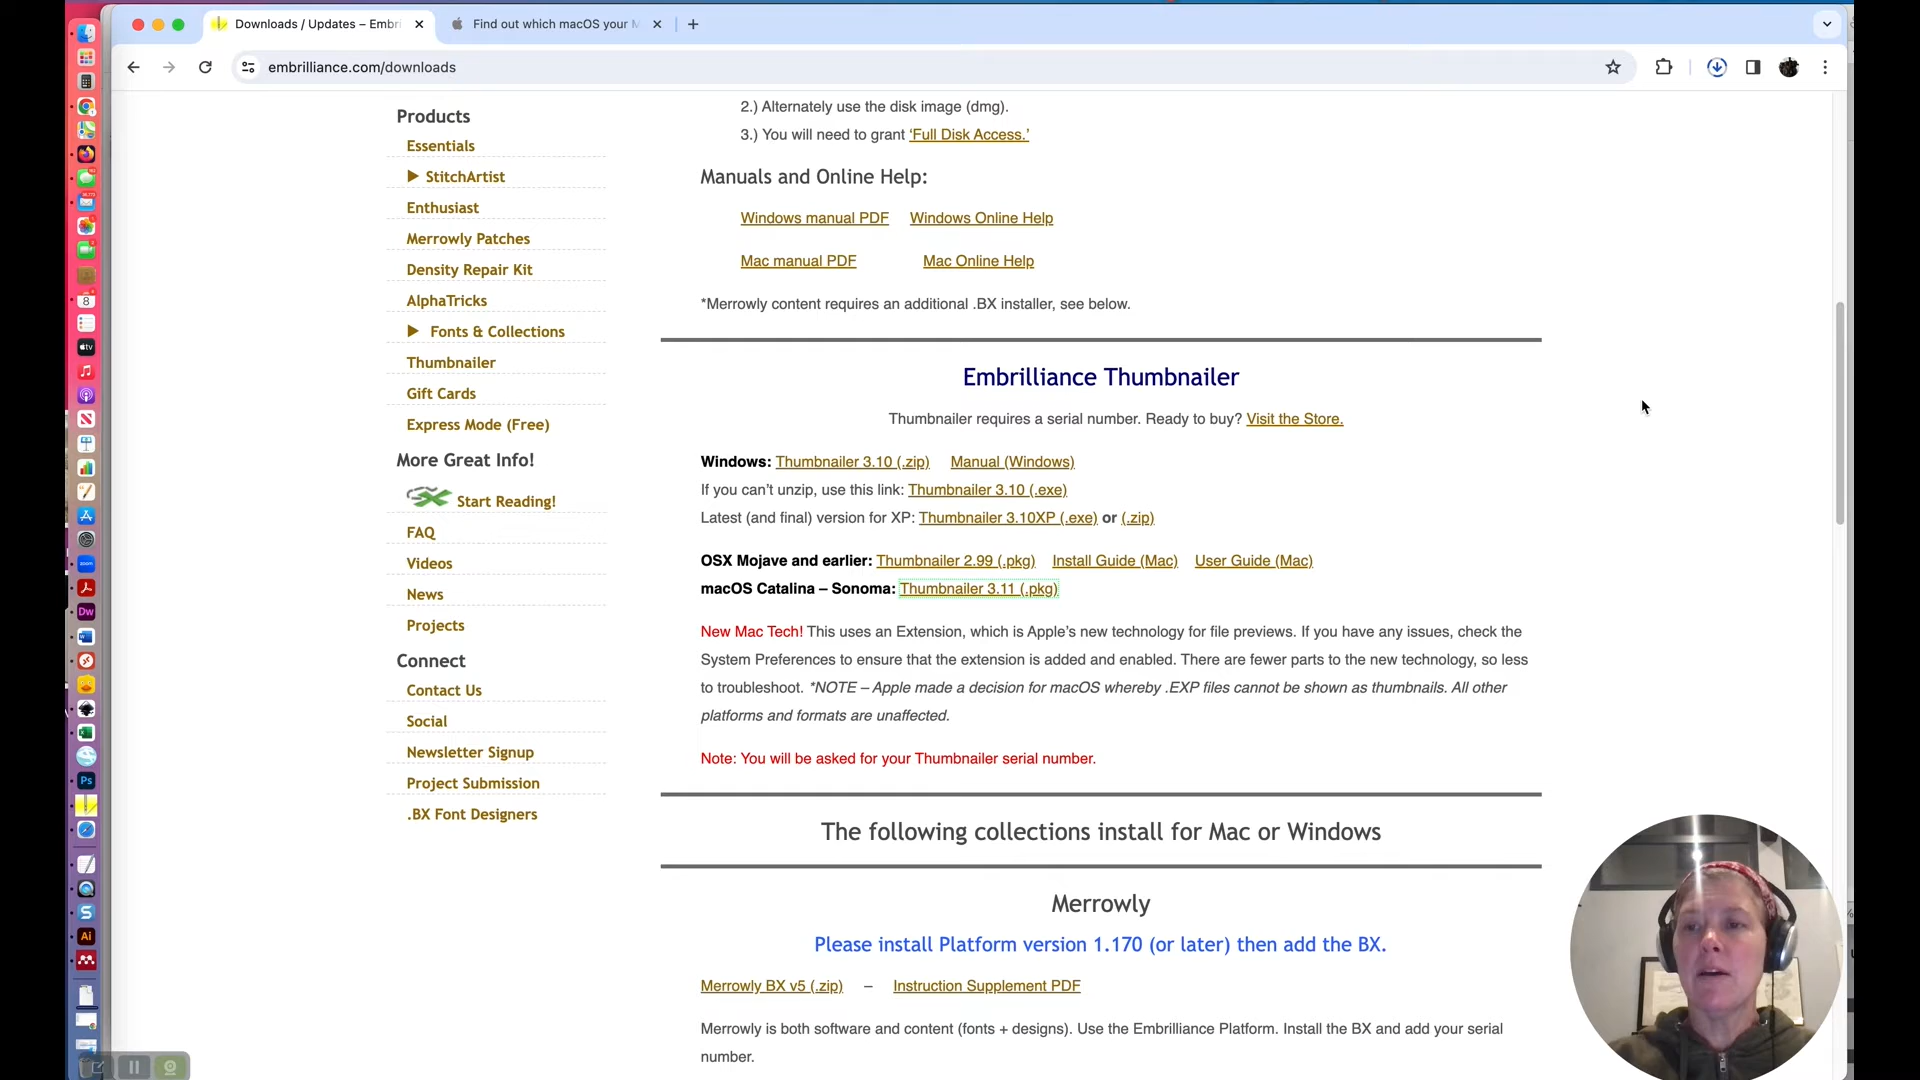 Downloads / Updates – Embri
Find out which macOS your M
embrilliance.com/downloads
Products
Essentials
StitchArtist
Enthusiast
Merrowly Patches
Density Repair Kit
AlphaTricks
Fonts & Collections
Thumbnailer
Gift Cards
Express Mode (Free)
More Great Info!
Start Reading!
FAQ
Videos
News
Projects
Connect
Contact Us
Social
Newsletter Signup
Project Submission
.BX Font Designers
2.) Alternately use the disk image (dmg).
3.) You will need to grant ‘Full Disk Access.’
Manuals and Online Help:
Windows manual PDF Windows Online Help
Mac manual PDF Mac Online Help
*Merrowly content requires an additional .BX installer, see below.
Embrilliance Thumbnailer
Thumbnailer requires a serial number. Ready to buy? Visit the Store.
Windows: Thumbnailer 3.10 (.zip) Manual (Windows)
If you can’t unzip, use this link: Thumbnailer 3.10 (.exe)
Latest (and final) version for XP: Thumbnailer 3.10XP (.exe) or (.zip)
OSX Mojave and earlier: Thumbnailer 2.99 (.pkg) Install Guide (Mac) User Guide (Mac)
macOS Catalina – Sonoma: Thumbnailer 3.11 (.pkg)
New Mac Tech! This uses an Extension, which is Apple’s new technology for file previews. If you have any issues, check the
System Preferences to ensure that the extension is added and enabled. There are fewer parts to the new technology, so less
to troubleshoot. *NOTE – Apple made a decision for macOS whereby .EXP files cannot be shown as thumbnails. All other
platforms and formats are unaffected.
Note: You will be asked for your Thumbnailer serial number.
The following collections install for Mac or Windows
Merrowly
Please install Platform version 1.170 (or later) then add the BX.
Merrowly BX v5 (.zip) – Instruction Supplement PDF
Merrowly is both software and content (fonts + designs). Use the Embrilliance Platform. Install the BX and add your serial
number.
8
tv
zoom
Dw
Ps
S
Ai